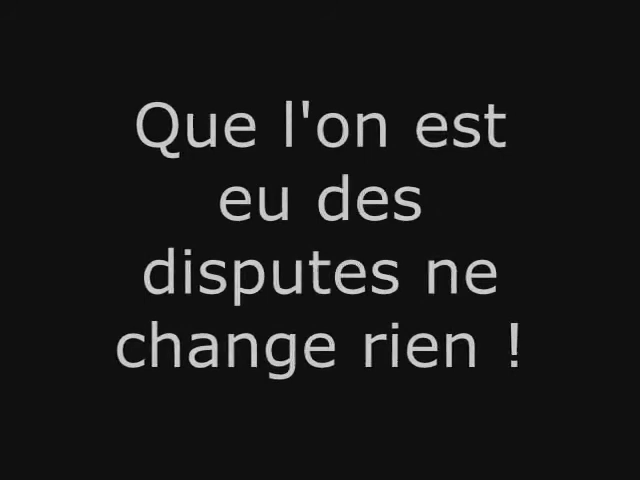 Que l'on est
eu des
disputes ne
change rien !